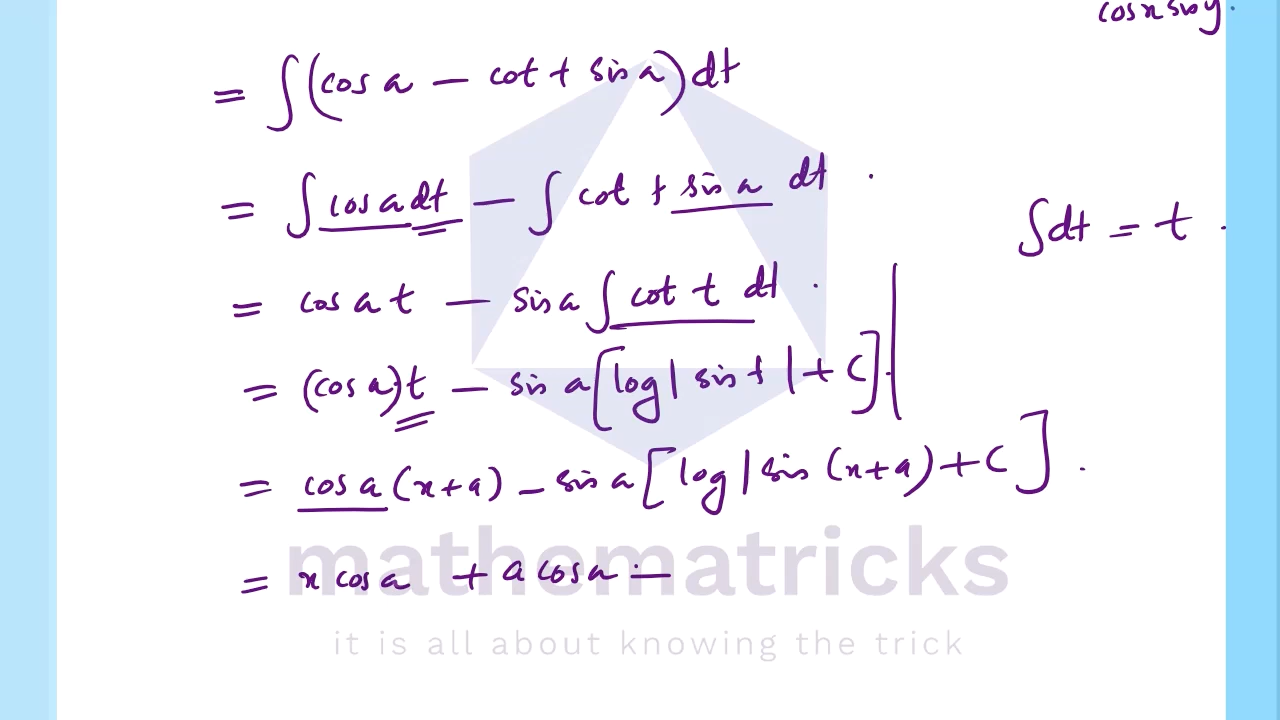 cosx siny.
= ∫(cos a − cot t sin a) dt
= ∫ cos a dt − ∫ cot t sin a dt .
∫dt = t .
= cos a t − sin a ∫ cot t dt .
= (cos a) t − sin a [log | sin t | + C] .
= cos a (x+a) − sin a [log | sin (x+a) + C] .
= x cos a + a cos a −
mathematricks
it is all about knowing the trick